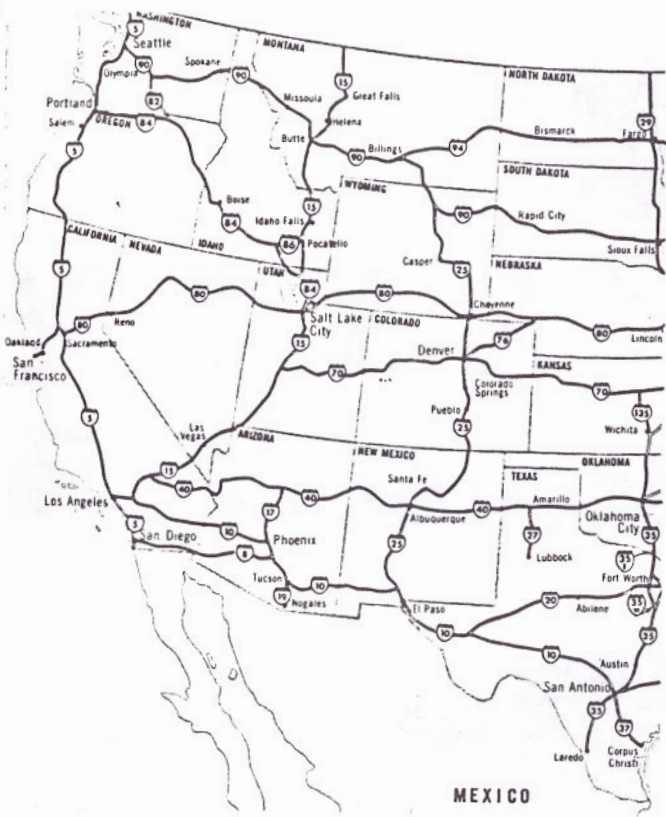 WASHINGTON
5
Seattle
MONTANA
90
Spokane
Olympia
90
15
NORTH DAKOTA
82
Missoula
Great Falls
Portland
Helena
29
Salem
OREGON
84
Butte
Bismarck
Fargo
94
5
90
Billings
SOUTH DAKOTA
WYOMING
Boise
15
90
Rapid City
84
Idaho Falls
CALIFORNIA
NEVADA
IDAHO
86
Pocatello
Sioux Falls
UTAH
Casper
25
NEBRASKA
5
80
84
80
Cheyenne
80
Reno
Salt Lake
City
COLORADO
76
80
Lincoln
Oakland
Sacramento
15
Denver
San
Francisco
70
KANSAS
Colorado
Springs
70
5
Pueblo
135
Las
Vegas
ARIZONA
25
Wichita
NEW MEXICO
OKLAHOMA
15
40
Santa Fe
TEXAS
Los Angeles
40
Amarillo
17
Albuquerque
40
Oklahoma
City
5
San Diego
10
Phoenix
27
35
8
25
Lubbock
35
Tucson
10
Fort Worth
19
Nogales
20
Abilene
35
W
El Paso
10
35
10
Austin
San Antonio
35
37
Laredo
Corpus
Christi
MEXICO